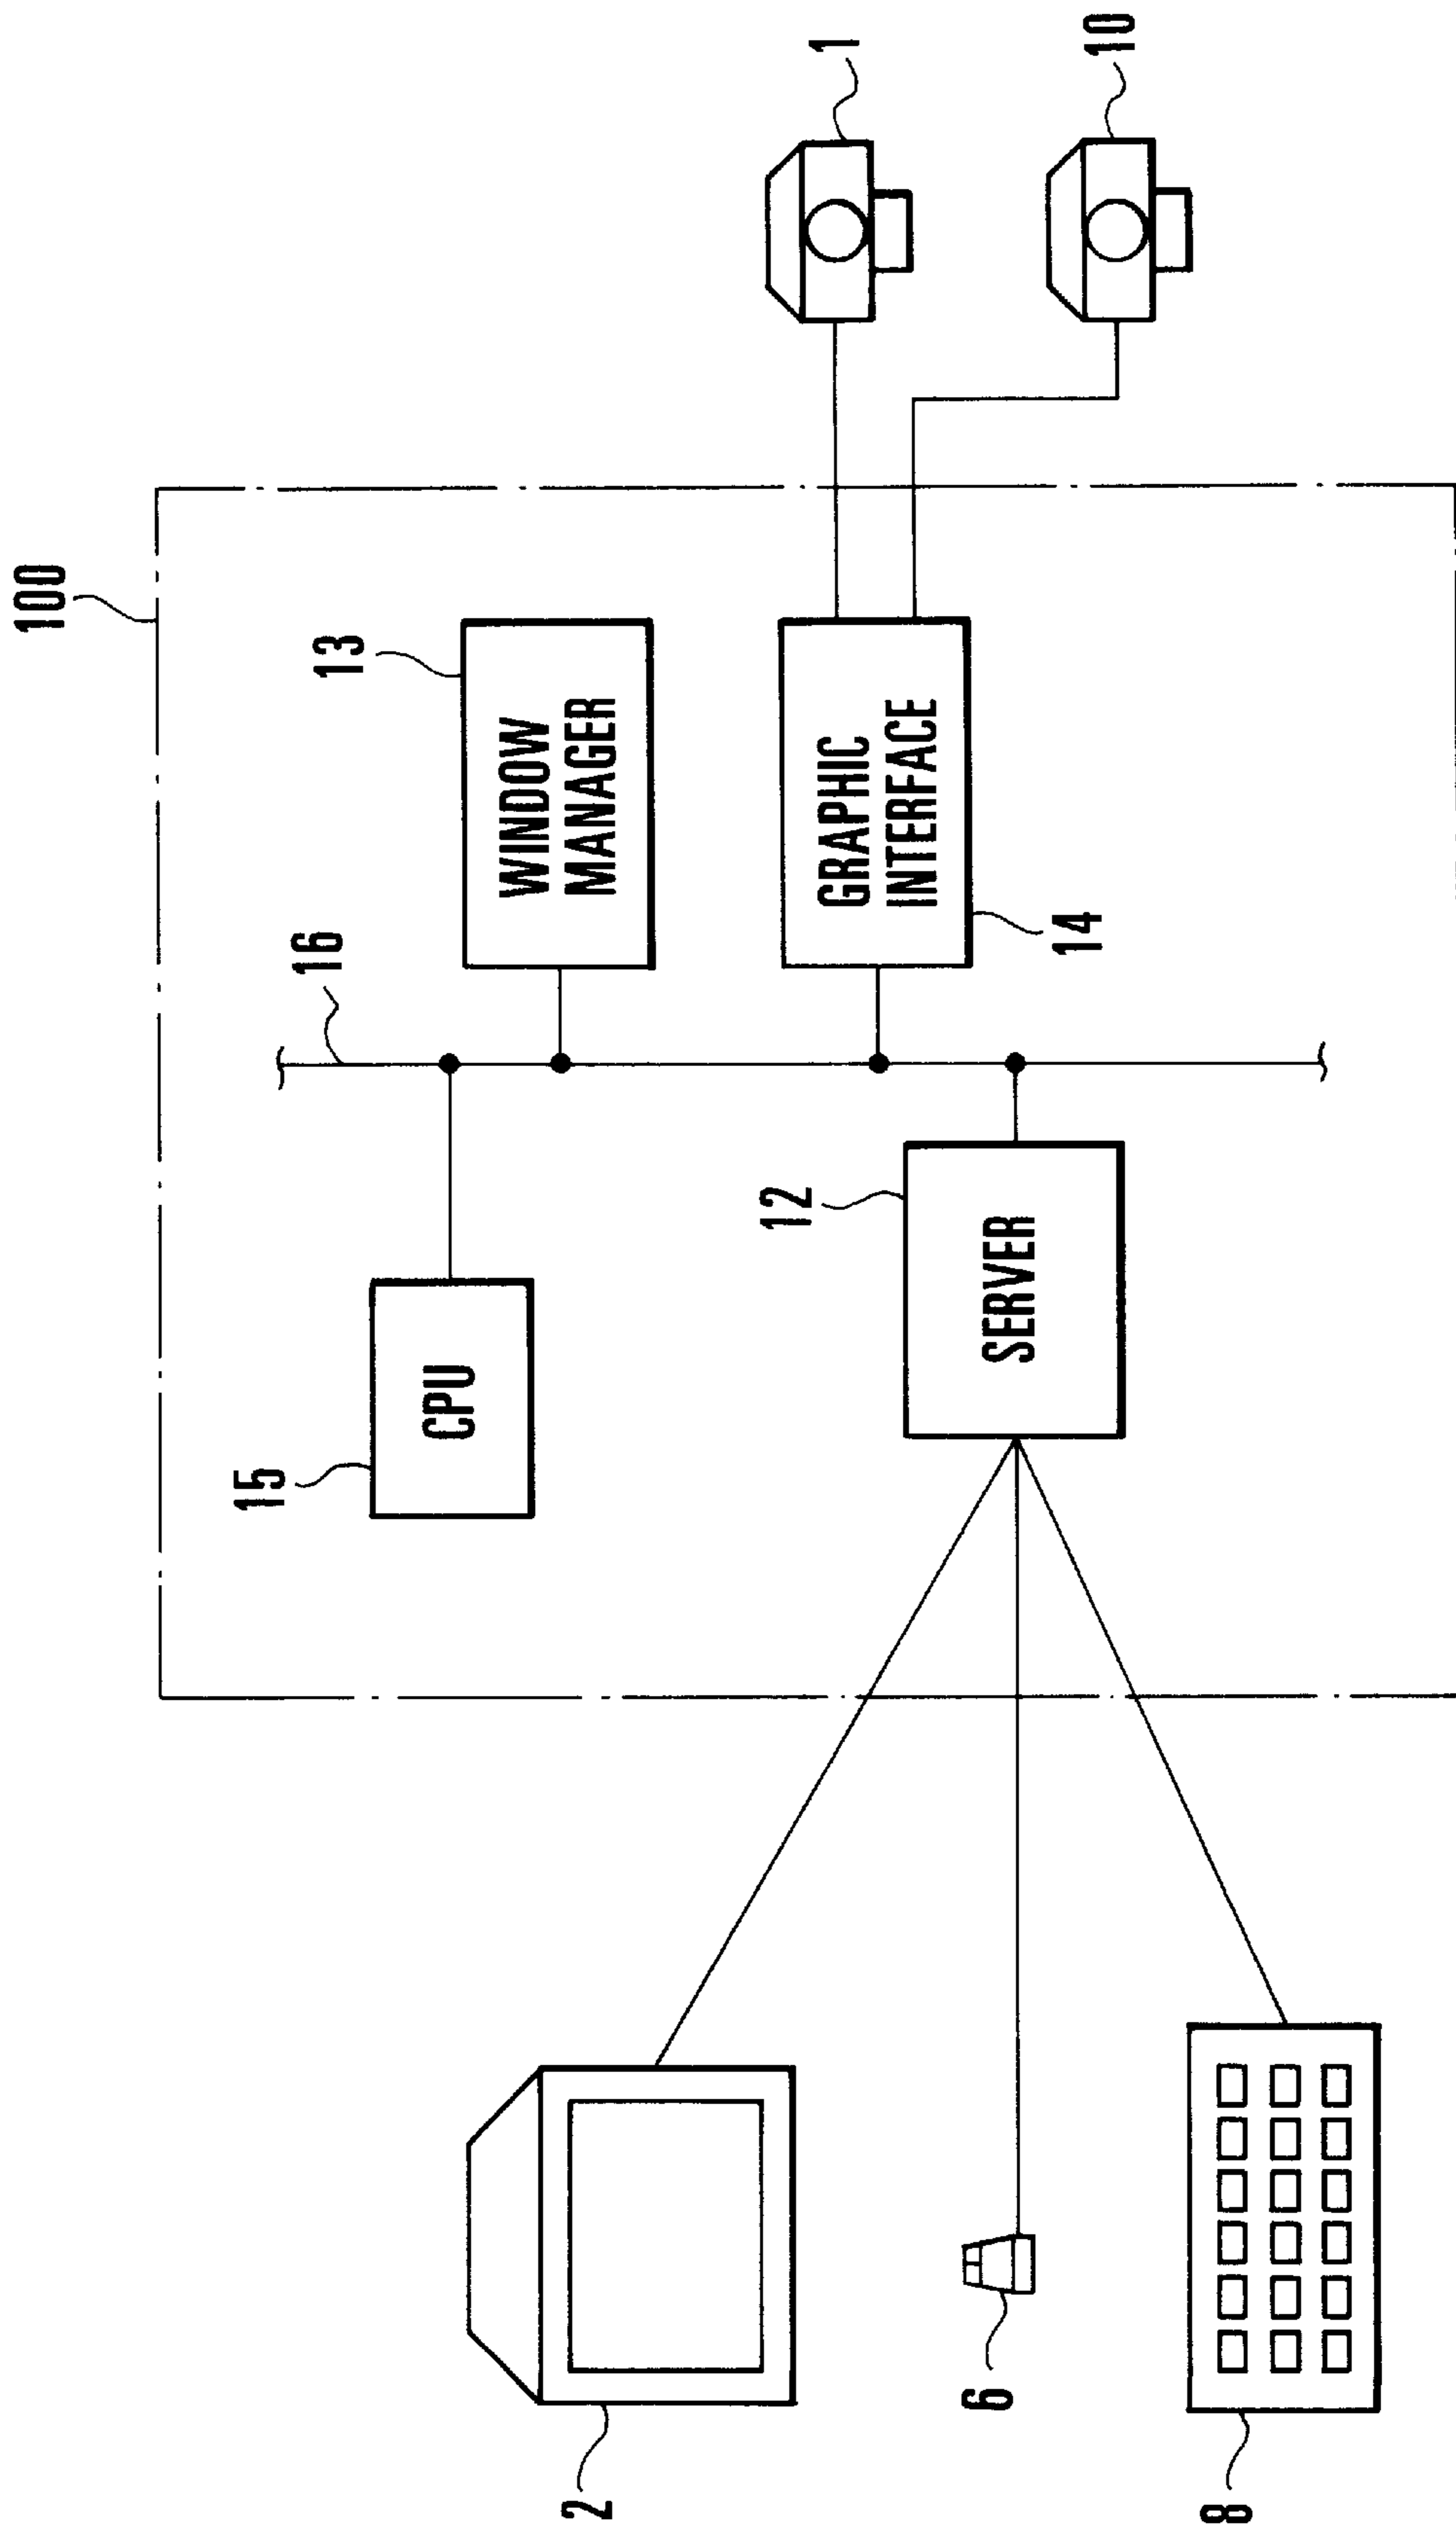 100
15
CPU
16
13
WINDOW
MANAGER
2
12
SERVER
GRAPHIC
INTERFACE
14
1
6
10
8